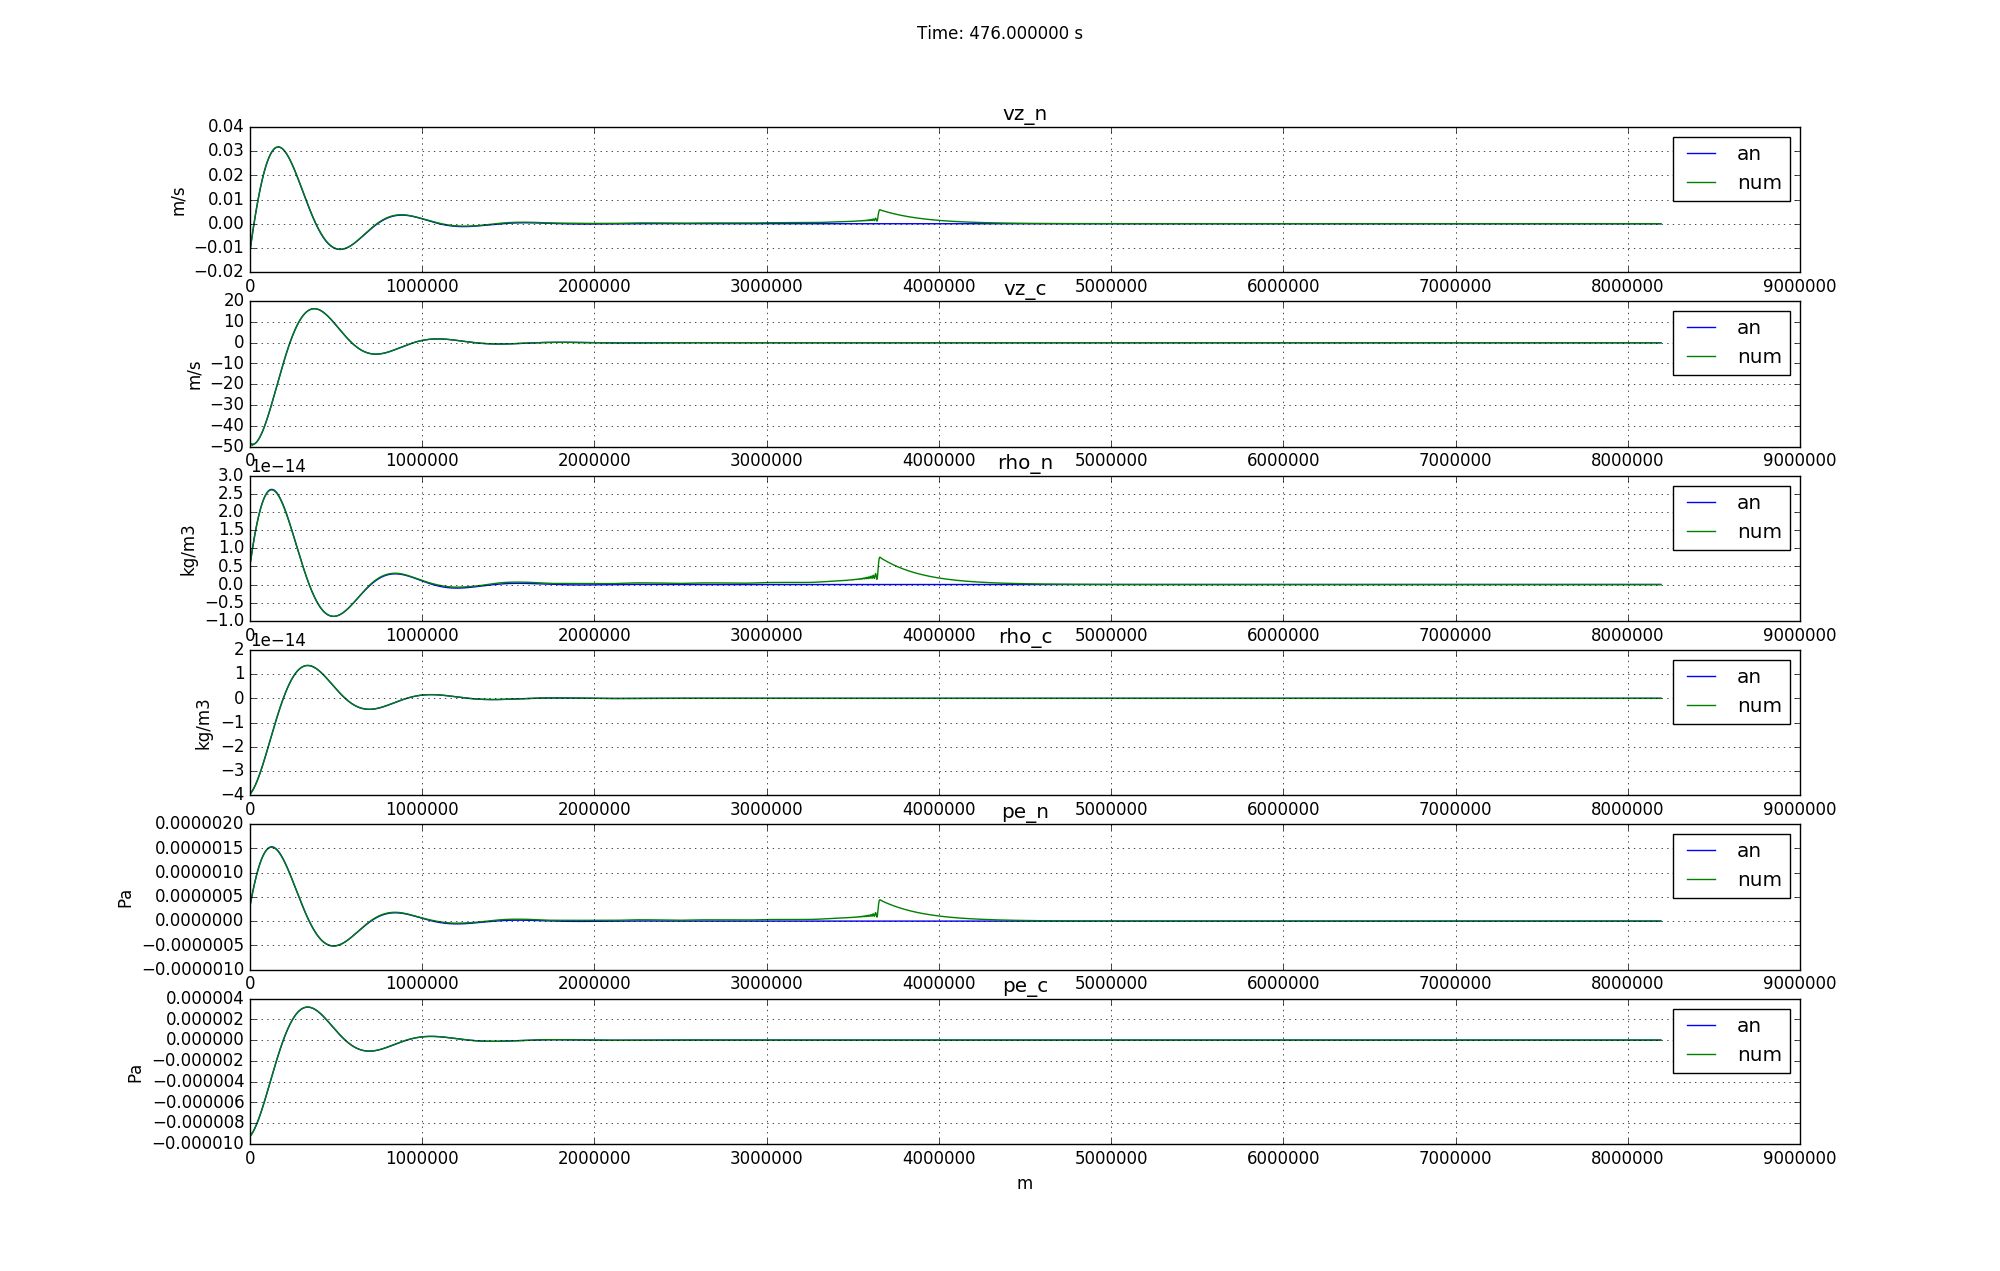 Time: 476.000000 s
vz_n
0.04
0.03
0.02
0.01
0.00
−0.01
−0.02
m/s
an
num
0 1000000 2000000 3000000 4000000 5000000 6000000 7000000 8000000 9000000
vz_c
20
10
0
−10
−20
−30
−40
−50
m/s
an
num
0 1000000 2000000 3000000 4000000 5000000 6000000 7000000 8000000 9000000
1e−14
rho_n
3.0
2.5
2.0
1.5
1.0
0.5
0.0
−0.5
−1.0
kg/m3
an
num
0 1000000 2000000 3000000 4000000 5000000 6000000 7000000 8000000 9000000
1e−14
rho_c
2
1
0
−1
−2
−3
−4
kg/m3
an
num
0 1000000 2000000 3000000 4000000 5000000 6000000 7000000 8000000 9000000
pe_n
0.0000020
0.0000015
0.0000010
0.0000005
0.0000000
−0.0000005
−0.0000010
Pa
an
num
0 1000000 2000000 3000000 4000000 5000000 6000000 7000000 8000000 9000000
pe_c
0.000004
0.000002
0.000000
−0.000002
−0.000004
−0.000006
−0.000008
−0.000010
Pa
an
num
0 1000000 2000000 3000000 4000000 5000000 6000000 7000000 8000000 9000000
m